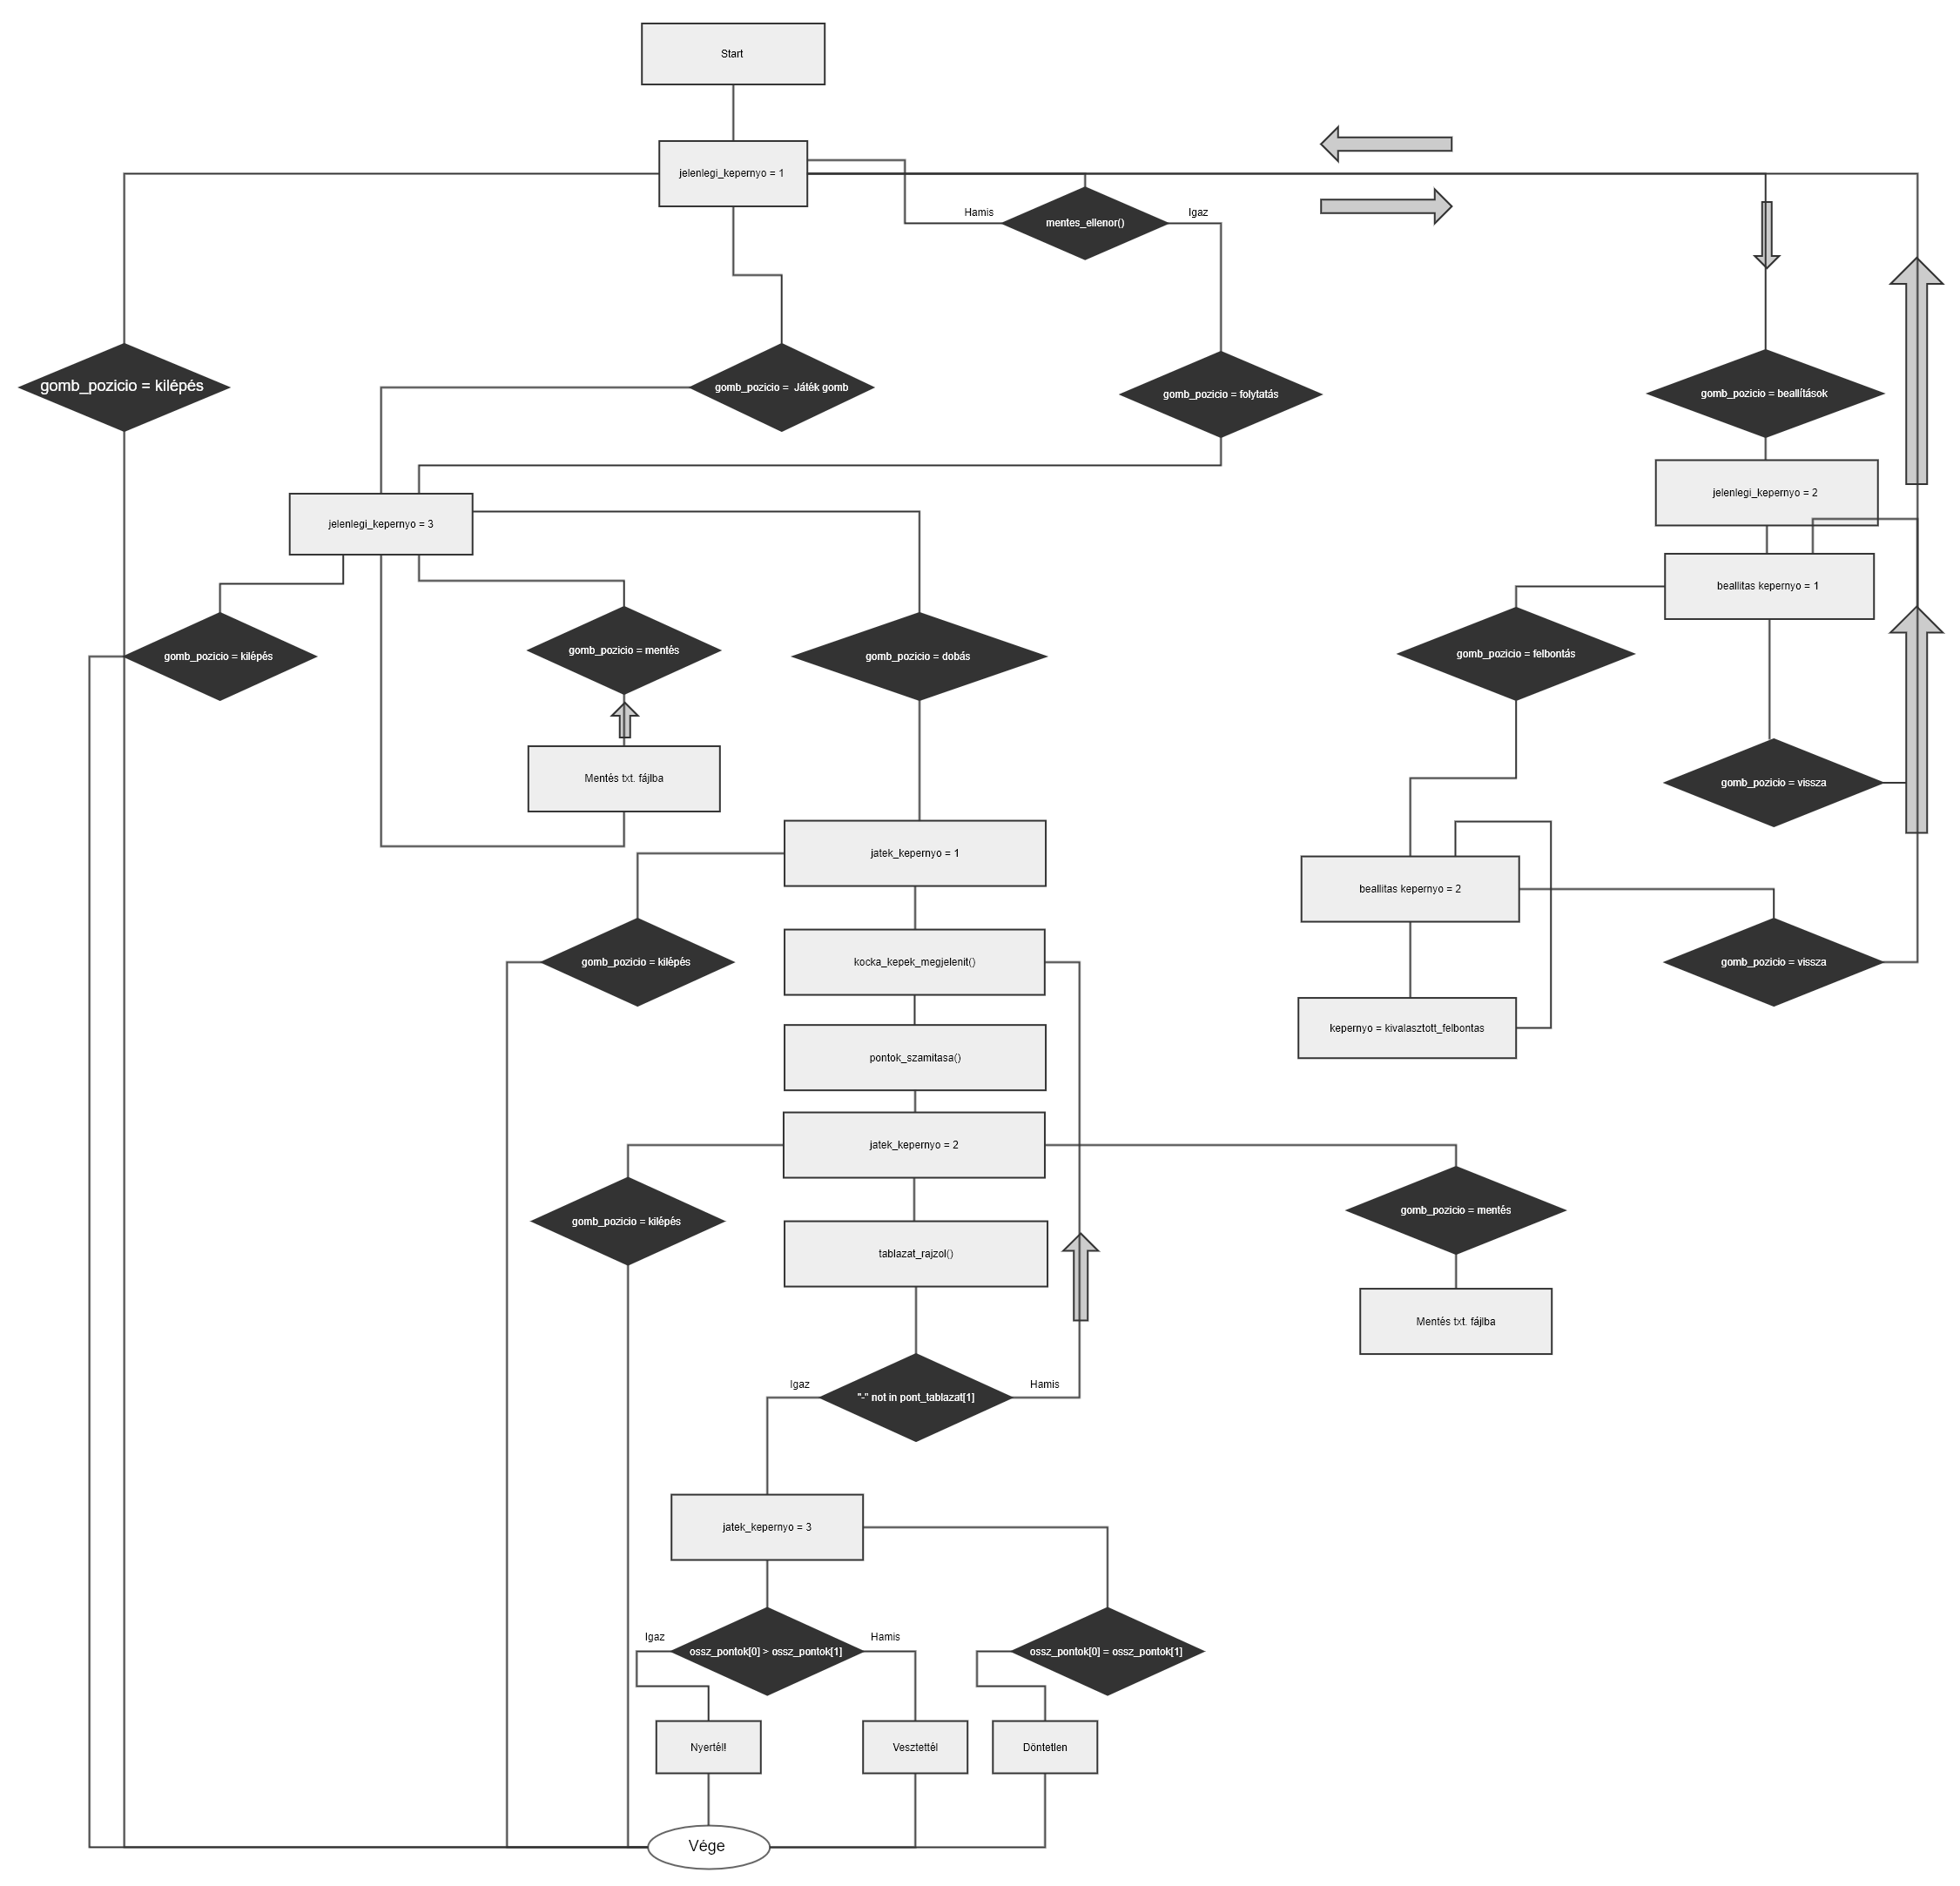 Start
jelenlegi_kepernyo = 1
Hamis
mentes_ellenor()
Igaz
gomb_pozicio = kilépés
gomb_pozicio =  Játék gomb
gomb_pozicio = folytatás
gomb_pozicio = beallítások
jelenlegi_kepernyo = 2
jelenlegi_kepernyo = 3
beallitas kepernyo = 1
gomb_pozicio = kilépés
gomb_pozicio = mentés
gomb_pozicio = dobás
gomb_pozicio = felbontás
Mentés txt. fájlba
gomb_pozicio = vissza
jatek_kepernyo = 1
beallitas kepernyo = 2
gomb_pozicio = kilépés
kocka_kepek_megjelenit()
gomb_pozicio = vissza
kepernyo = kivalasztott_felbontas
pontok_szamitasa()
jatek_kepernyo = 2
gomb_pozicio = kilépés
gomb_pozicio = mentés
tablazat_rajzol()
Mentés txt. fájlba
Igaz
"-" not in pont_tablazat[1]
Hamis
jatek_kepernyo = 3
Igaz
ossz_pontok[0] > ossz_pontok[1]
Hamis
ossz_pontok[0] = ossz_pontok[1]
Nyertél!
Vesztettél
Döntetlen
Vége